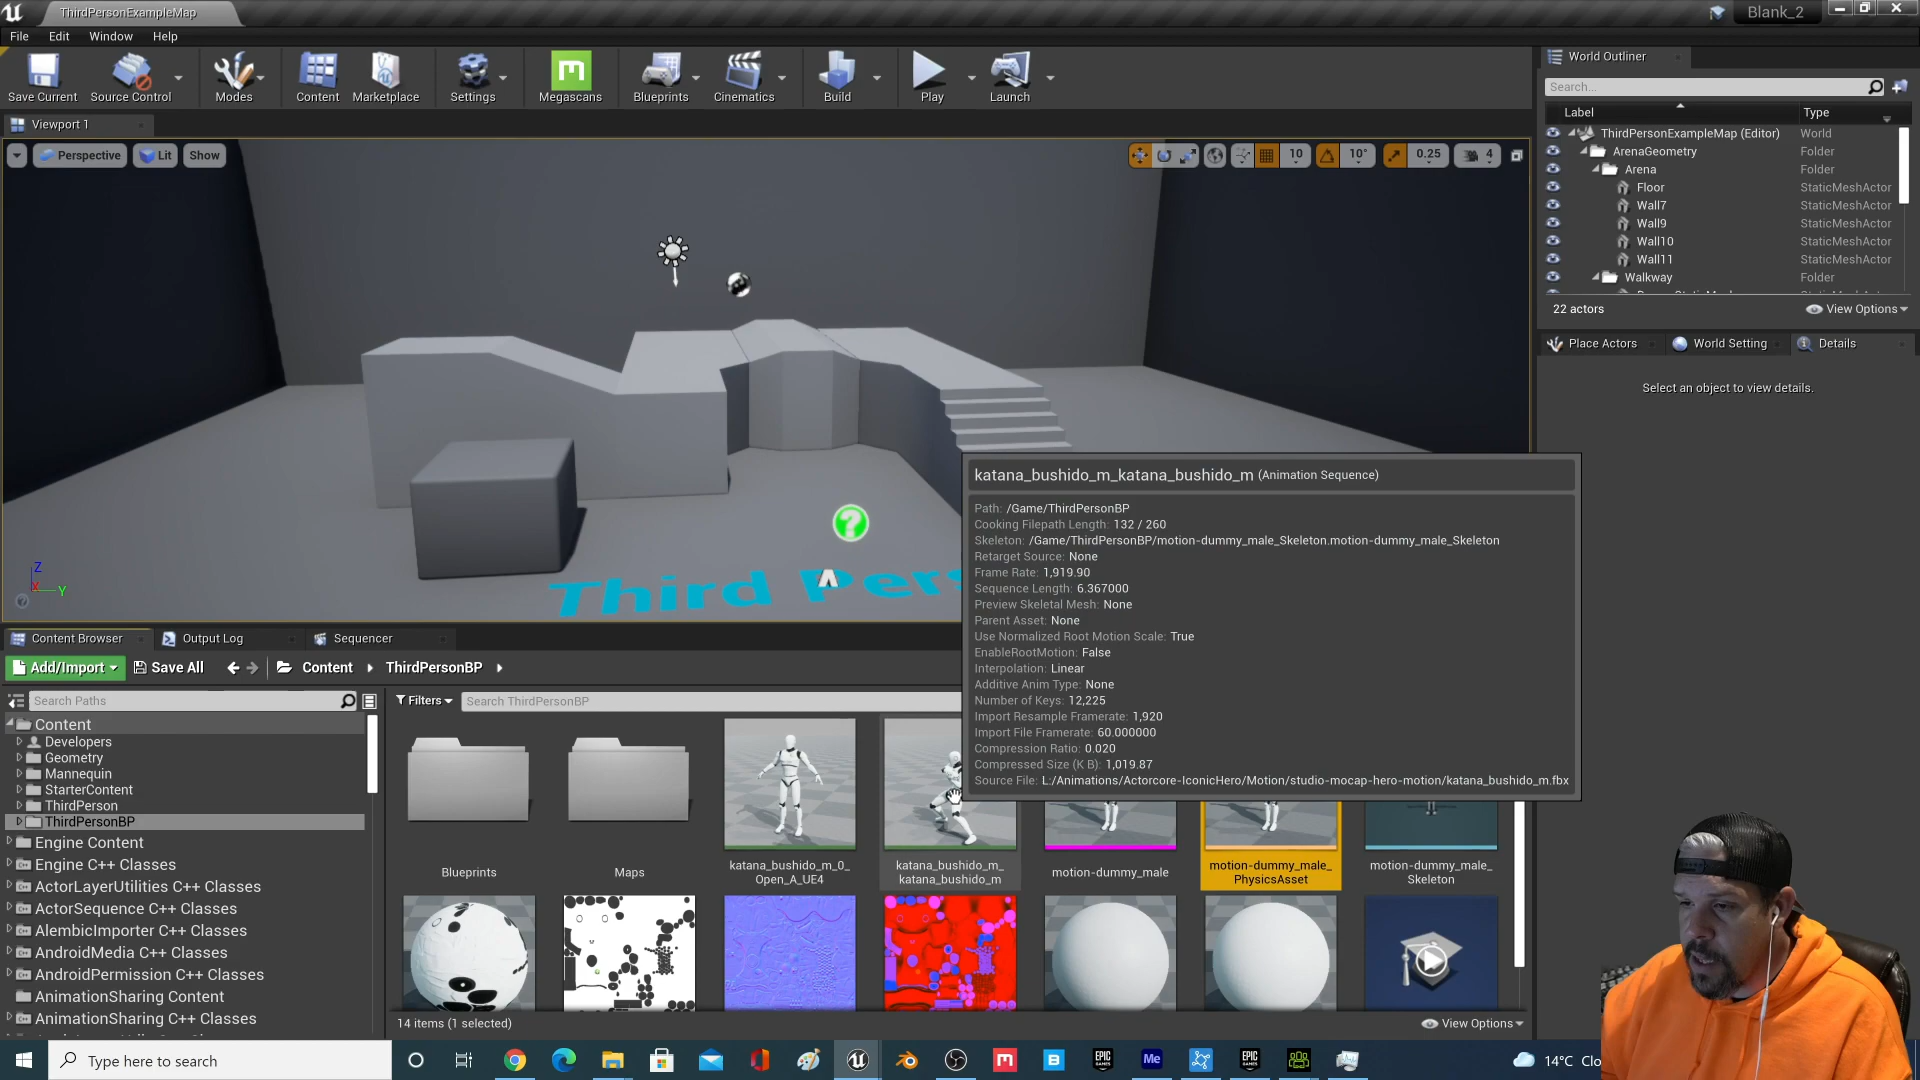 ThirdPersonExampleMap
Blank_2
File Edit Window Help
Save Current
Source Control
Modes
Content
Marketplace
Settings
Megascans
Blueprints
Cinematics
Build
Play
Launch
Viewport 1
Perspective
Lit
Show
10
10°
0.25
4
World Outliner
Search...
Label Type
ThirdPersonExampleMap (Editor) World
ArenaGeometry Folder
Arena Folder
Floor StaticMeshActor
Wall7 StaticMeshActor
Wall9 StaticMeshActor
Wall10 StaticMeshActor
Wall11 StaticMeshActor
Walkway Folder
22 actors
View Options
Place Actors
World Setting
Details
Select an object to view details.
Third Pers
Z
X
Y
katana_bushido_m_katana_bushido_m (Animation Sequence)
Path: /Game/ThirdPersonBP
Cooking Filepath Length: 132 / 260
Skeleton: /Game/ThirdPersonBP/motion-dummy_male_Skeleton.motion-dummy_male_Skeleton
Retarget Source: None
Frame Rate: 1,919.90
Sequence Length: 6.367000
Preview Skeletal Mesh: None
Parent Asset: None
Use Normalized Root Motion Scale: True
EnableRootMotion: False
Interpolation: Linear
Additive Anim Type: None
Number of Keys: 12,225
Import Resample Framerate: 1,920
Import File Framerate: 60.000000
Compression Ratio: 0.020
Compressed Size (K B): 1,019.87
Source File: L:/Animations/Actorcore-IconicHero/Motion/studio-mocap-hero-motion/katana_bushido_m.fbx
Content Browser
Output Log
Sequencer
Add/Import
Save All
Content
ThirdPersonBP
Search Paths
Filters
Search ThirdPersonBP
Content
Developers
Geometry
Mannequin
StarterContent
ThirdPerson
ThirdPersonBP
Engine Content
Engine C++ Classes
ActorLayerUtilities C++ Classes
ActorSequence C++ Classes
AlembicImporter C++ Classes
AndroidMedia C++ Classes
AndroidPermission C++ Classes
AnimationSharing Content
AnimationSharing C++ Classes
Blueprints
Maps
katana_bushido_m_0_
Open_A_UE4
katana_bushido_m_
katana_bushido_m
motion-dummy_male
motion-dummy_male_
PhysicsAsset
motion-dummy_male_
Skeleton
14 items (1 selected)
View Options
Type here to search
EPIC
GAMES
Me
EPIC
GAMES
14°C Clo